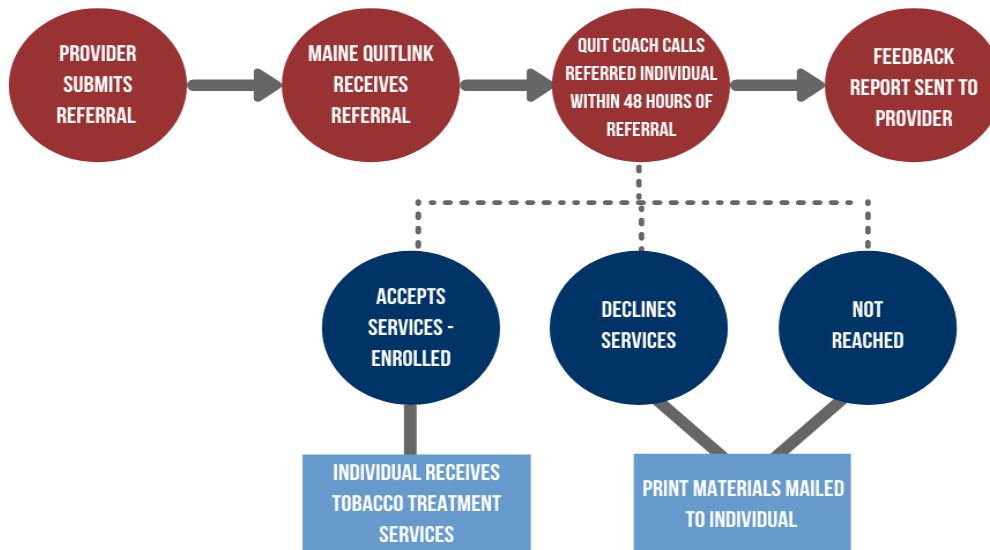 PROVIDER
SUBMITS
REFERRAL
MAINE QUITLINK
RECEIVES
REFERRAL
QUIT COACH CALLS
REFERRED INDIVIDUAL
WITHIN 48 HOURS OF
REFERRAL
FEEDBACK
REPORT SENT TO
PROVIDER
ACCEPTS
SERVICES -
ENROLLED
DECLINES
SERVICES
NOT
REACHED
INDIVIDUAL RECEIVES
TOBACCO TREATMENT
SERVICES
PRINT MATERIALS MAILED
TO INDIVIDUAL